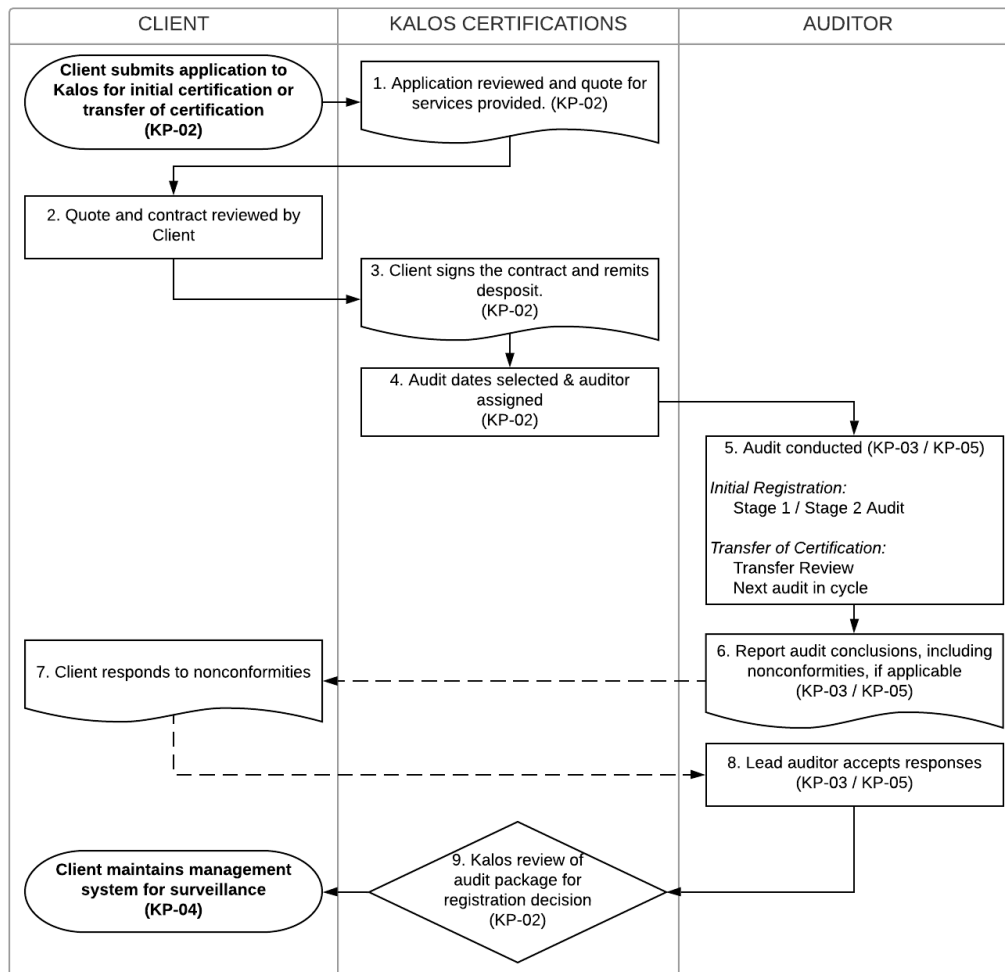 CLIENT
KALOS CERTIFICATIONS
AUDITOR
Client submits application to
Kalos for initial certification or
transfer of certification
(KP-02)
1. Application reviewed and quote for
services provided. (KP-02)
2. Quote and contract reviewed by
Client
3. Client signs the contract and remits
desposit.
(KP-02)
4. Audit dates selected & auditor
assigned
(KP-02)
5. Audit conducted (KP-03 / KP-05)
Initial Registration:
Stage 1 / Stage 2 Audit
Transfer of Certification:
Transfer Review
Next audit in cycle
6. Report audit conclusions, including
nonconformities, if applicable
(KP-03 / KP-05)
7. Client responds to nonconformities
8. Lead auditor accepts responses
(KP-03 / KP-05)
9. Kalos review of
audit package for
registration decision
(KP-02)
Client maintains management
system for surveillance
(KP-04)